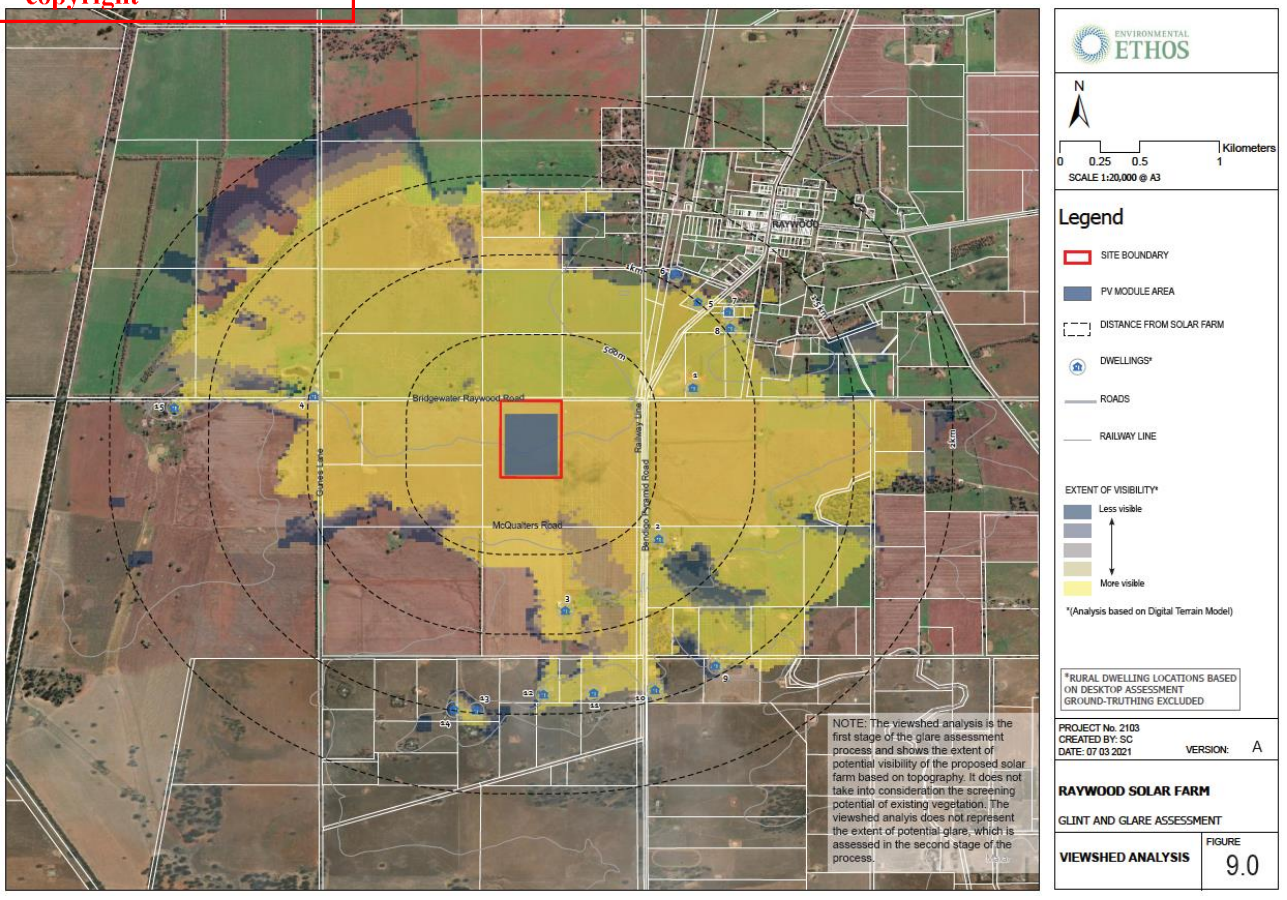 copyright
ENVIRONMENTAL
ETHOS
N
Kilometers
0 0.25 0.5 1
SCALE 1:20,000 @ A3
Legend
SITE BOUNDARY
PV MODULE AREA
DISTANCE FROM SOLAR FARM
DWELLINGS*
ROADS
RAILWAY LINE
EXTENT OF VISIBILITY*
Less visible
More visible
*(Analysis based on Digital Terrain Model)
*RURAL DWELLING LOCATIONS BASED
ON DESKTOP ASSESSMENT
GROUND-TRUTHING EXCLUDED
PROJECT No. 2103
CREATED BY: SC
DATE: 07 03 2021 VERSION: A
RAYWOOD SOLAR FARM
GLINT AND GLARE ASSESSMENT
VIEWSHED ANALYSIS
FIGURE
9.0
RAYWOOD
1km
6
5
7
8
1.5km
500m
1
15
4
Bridgewater Raywood Road
Railway Line
2km
Gunes Lane
Bendigo Pyramid Road
McQualters Road
2
3
9
10
11
12
13
14
NOTE: The viewshed analysis is the
first stage of the glare assessment
process and shows the extent of
potential visibility of the proposed solar
farm based on topography. It does not
take into consideration the screening
potential of existing vegetation. The
viewshed analyis does not represent
the extent of potential glare, which is
assessed in the second stage of the
process.